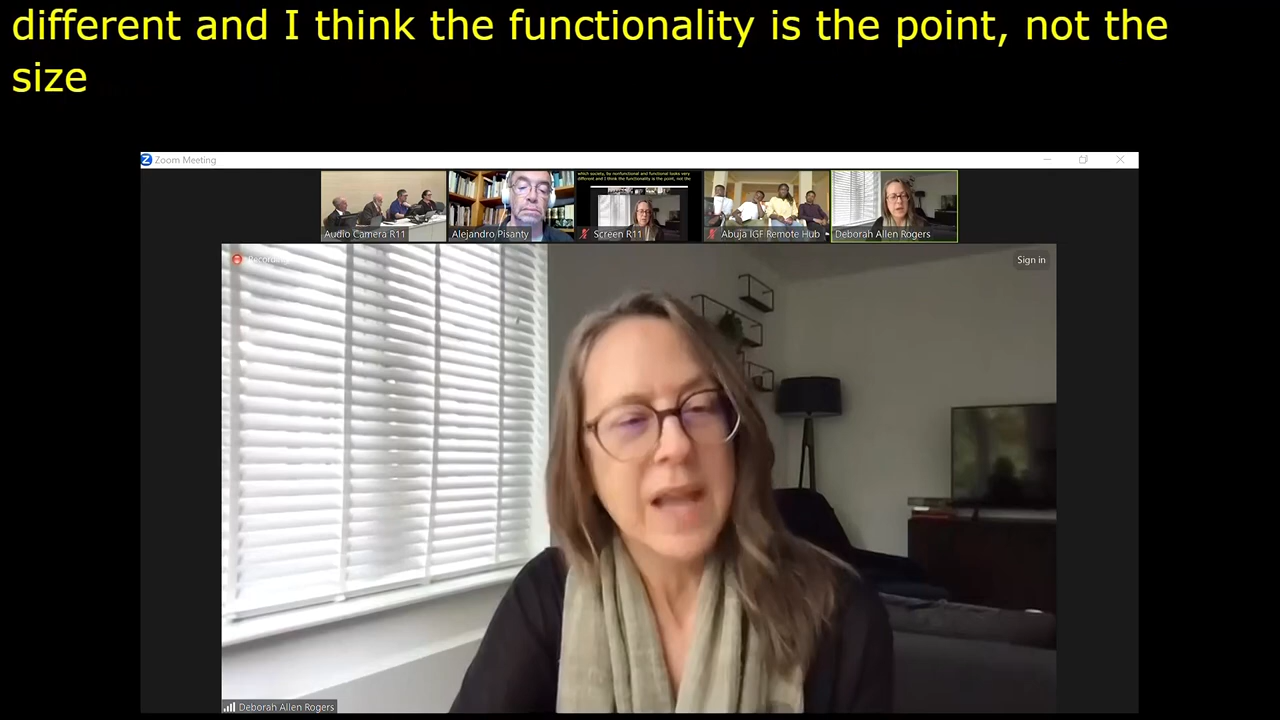 different and I think the functionality is the point, not the
size
Zoom Meeting
Audio Camera R11
Alejandro Pisanty
Screen R11
Abuja IGF Remote Hub
Deborah Allen Rogers
Recording
Sign in
Deborah Allen Rogers